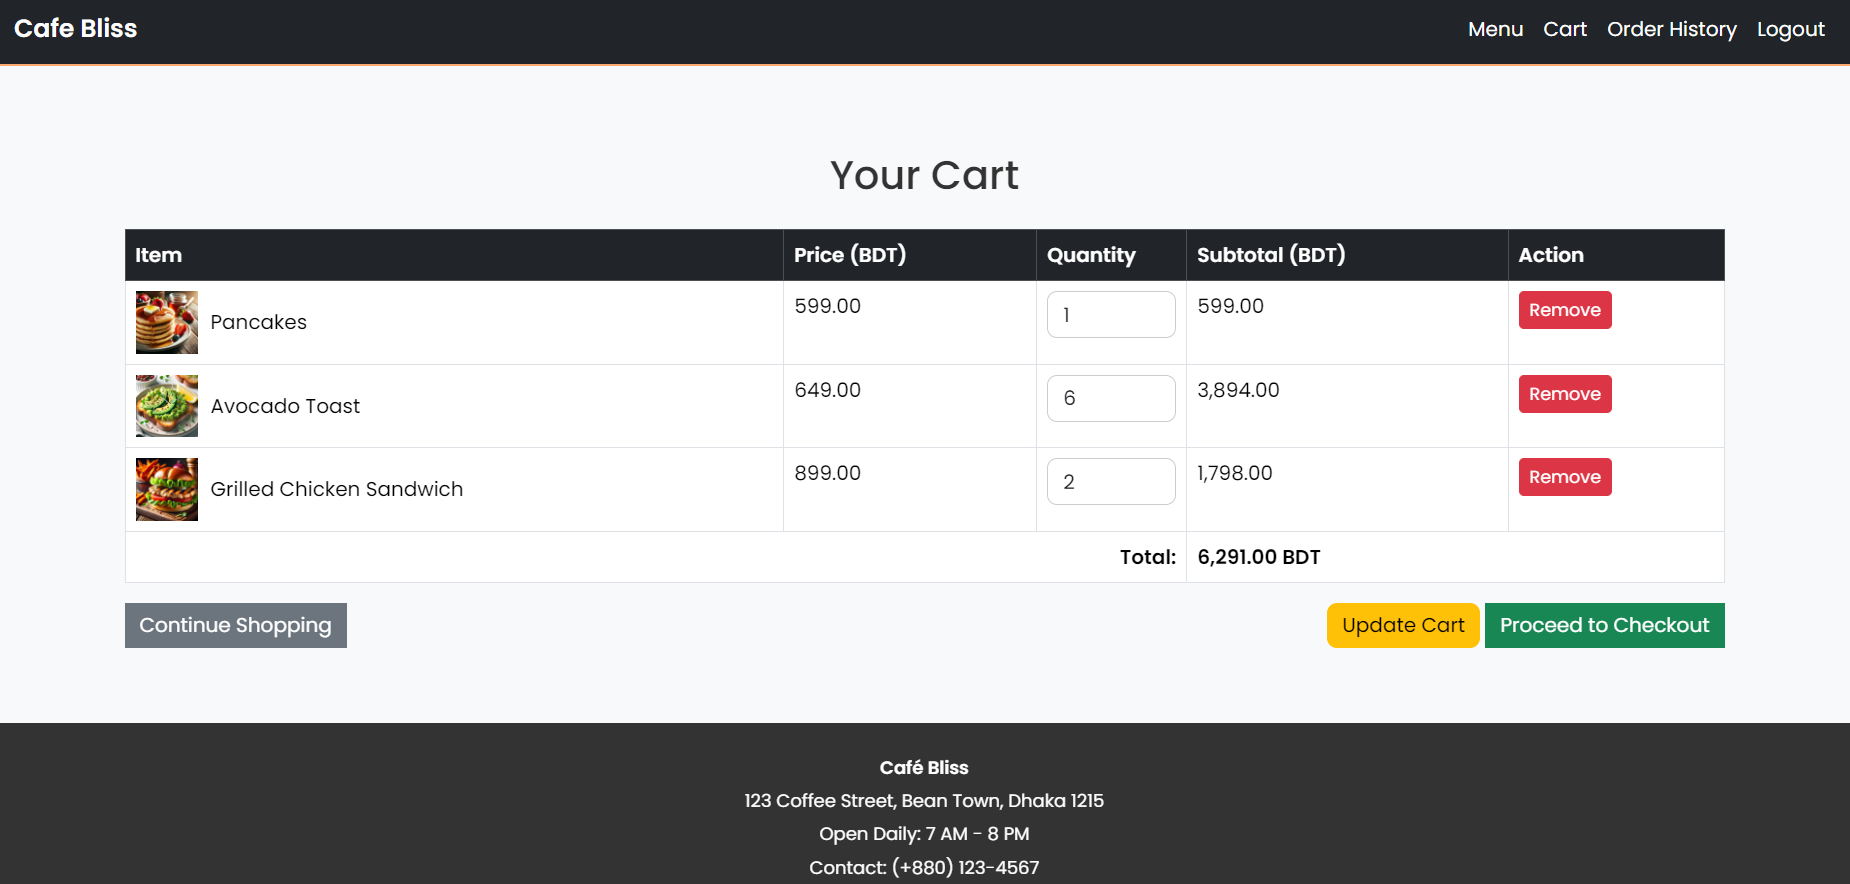 Cafe Bliss Menu Cart Order History Logout
Your Cart
Item Price (BDT) Quantity Subtotal (BDT) Action
Pancakes 599.00 1 599.00 Remove
Avocado Toast 649.00 6 3,894.00 Remove
Grilled Chicken Sandwich 899.00 2 1,798.00 Remove
Total: 6,291.00 BDT
Continue Shopping Update Cart Proceed to Checkout
Café Bliss
123 Coffee Street, Bean Town, Dhaka 1215
Open Daily: 7 AM - 8 PM
Contact: (+880) 123-4567